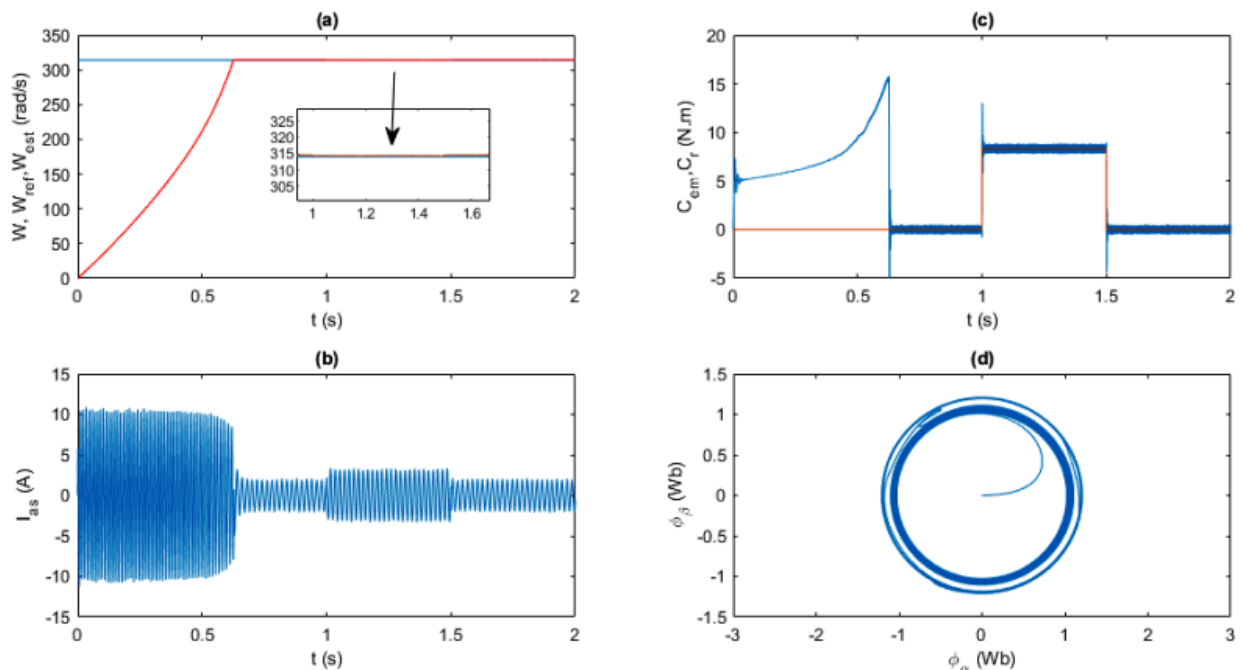 (a)
350
300
250
200
150
100
50
0
W, W_ref, W_est (rad/s)
325
320
315
310
305
1 1.2 1.4 1.6
0 0.5 1 1.5 2
t (s)
(c)
20
15
10
5
0
-5
C_em, C_r (N.m)
0 0.5 1 1.5 2
t (s)
(b)
15
10
5
0
-5
-10
-15
I_as (A)
0 0.5 1 1.5 2
t (s)
(d)
1.5
1
0.5
0
-0.5
-1
-1.5
ϕ_β (Wb)
-3 -2 -1 0 1 2 3
ϕ_α (Wb)